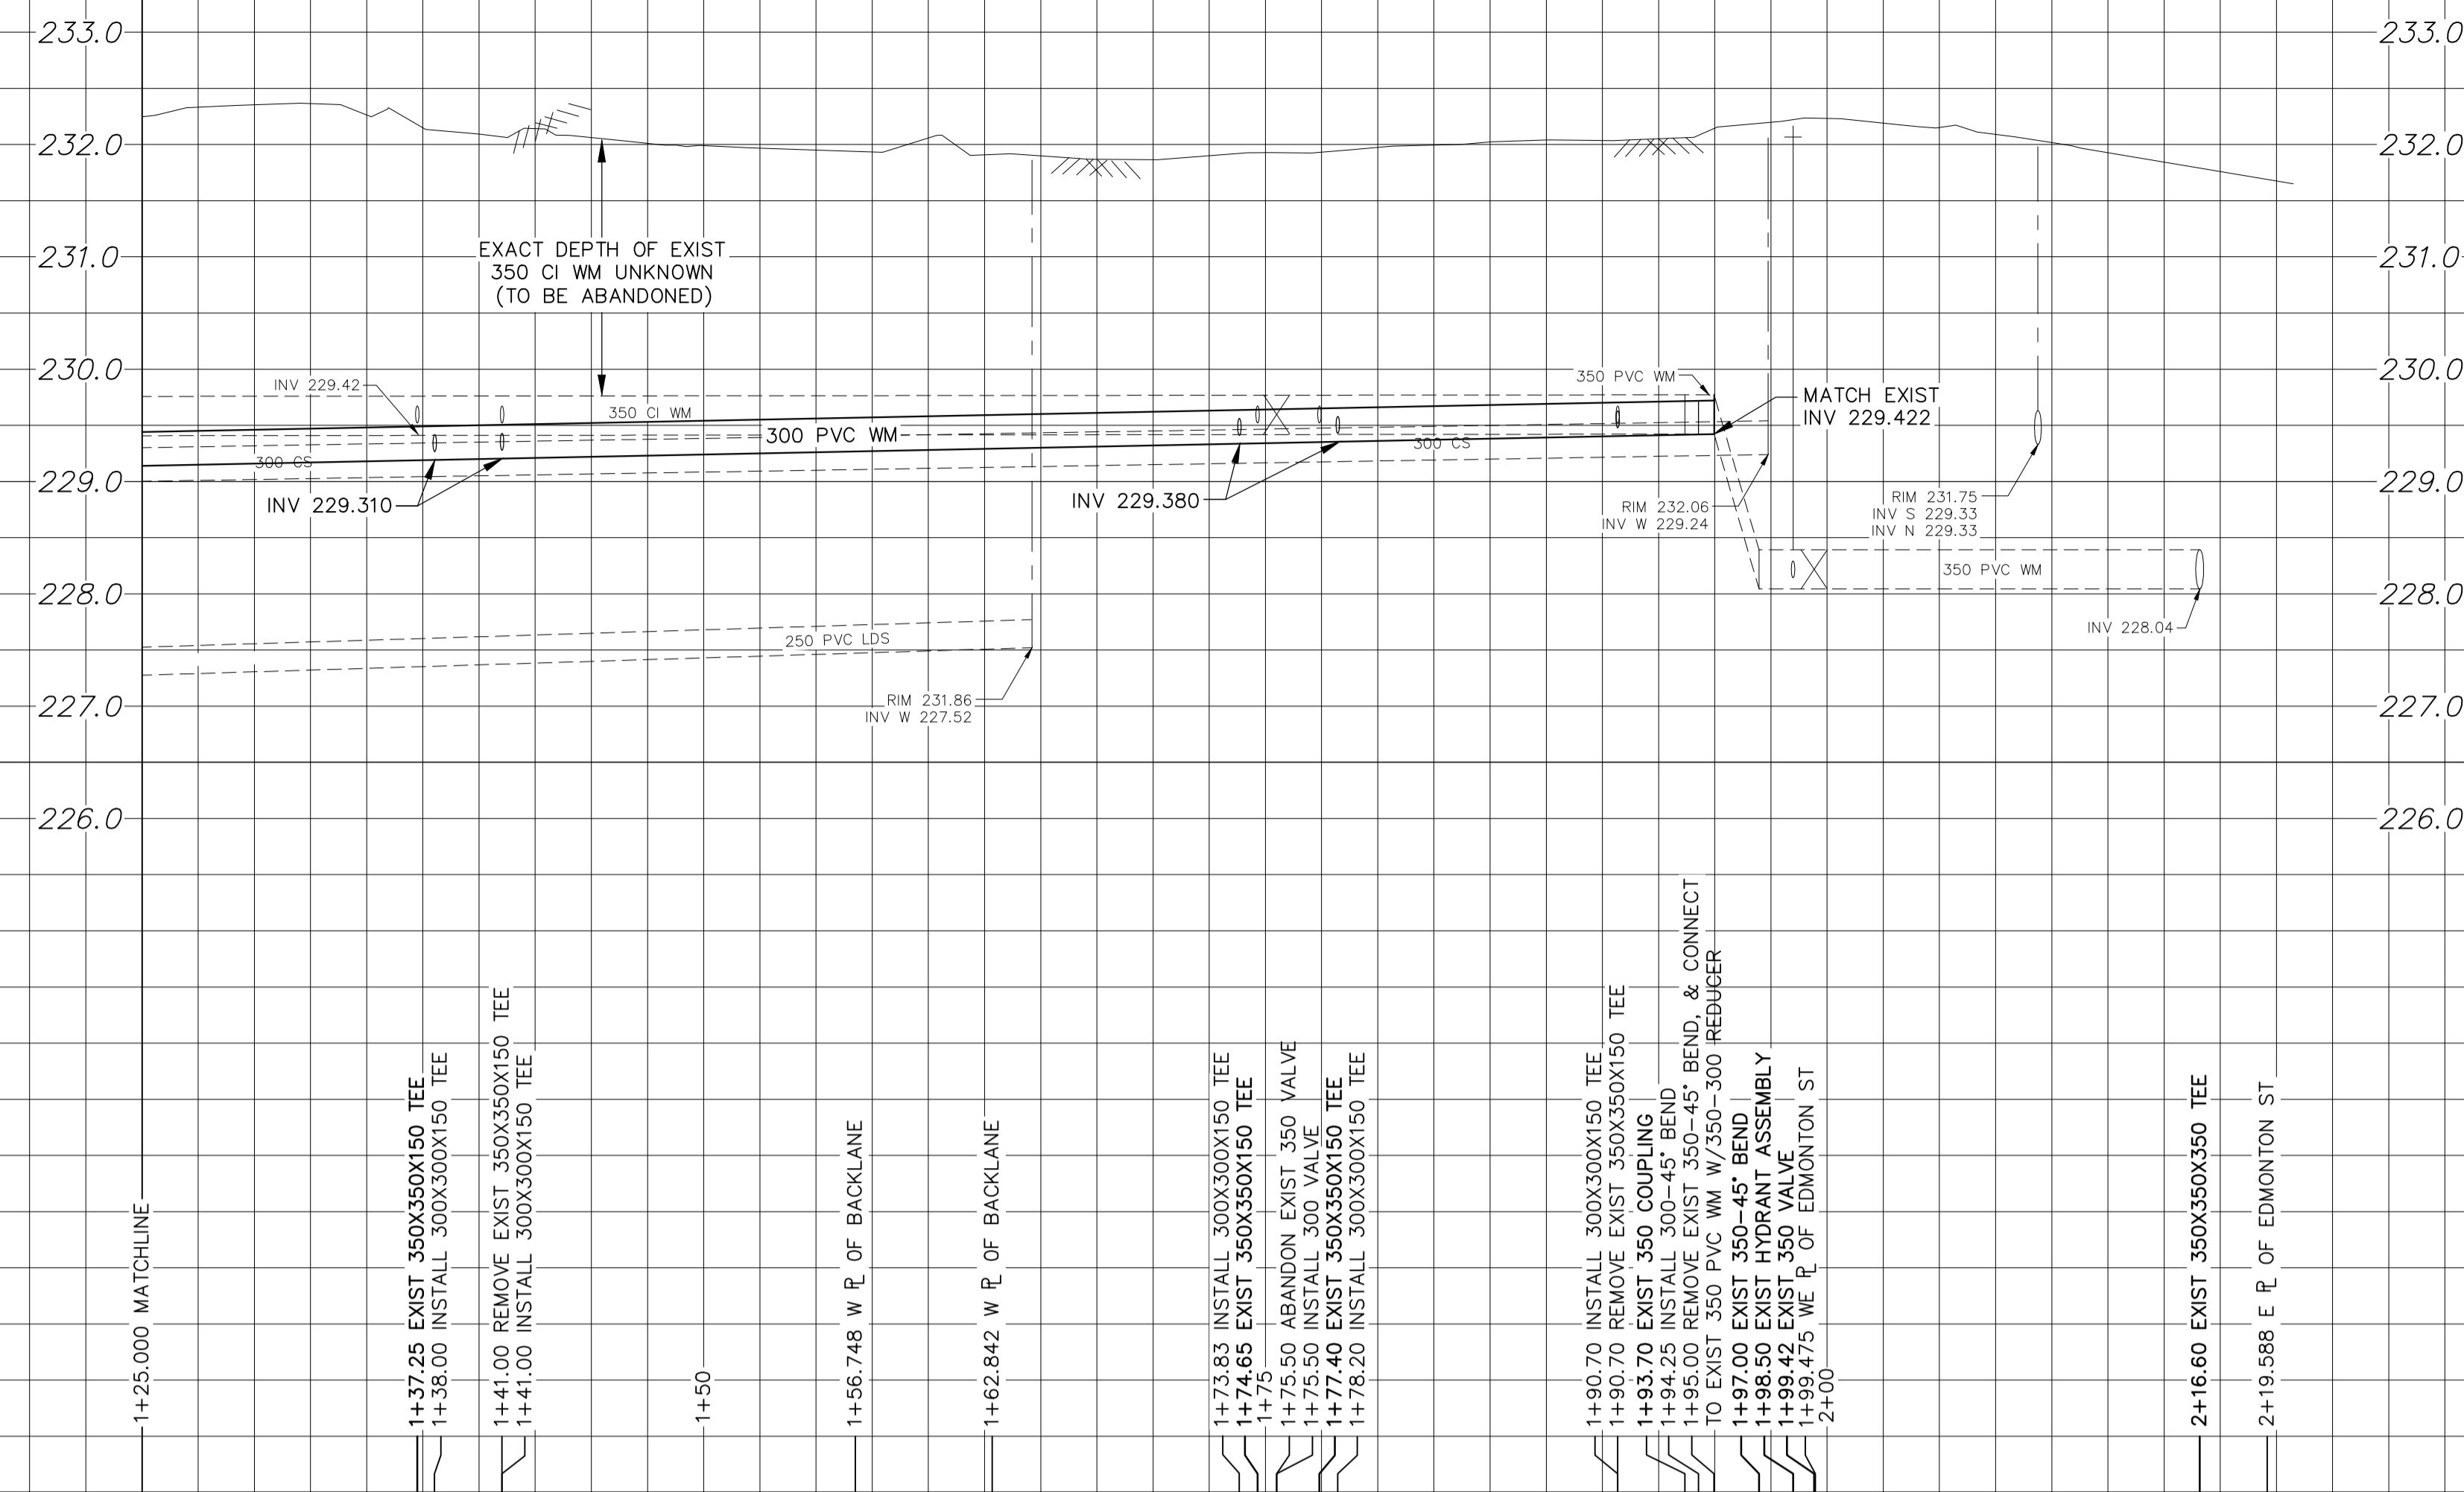 233.0
233.0
232.0
232.0
231.0
231.0
230.0
230.0
229.0
229.0
228.0
228.0
227.0
227.0
226.0
226.0
EXACT DEPTH OF EXIST
350 CI WM UNKNOWN
(TO BE ABANDONED)
INV 229.42
350 CI WM
300 PVC WM
300 CS
INV 229.310
INV 229.380
300 CS
350 PVC WM
MATCH EXIST
INV 229.422
RIM 232.06
INV W 229.24
RIM 231.75
INV S 229.33
INV N 229.33
350 PVC WM
INV 228.04
250 PVC LDS
RIM 231.86
INV W 227.52
1+25.000 MATCHLINE
1+37.25 EXIST 350X350X150 TEE
1+38.00 INSTALL 300X300X150 TEE
1+41.00 REMOVE EXIST 350X350X150 TEE
1+41.00 INSTALL 300X300X150 TEE
1+50
1+56.748 W PL OF BACKLANE
1+62.842 W PL OF BACKLANE
1+73.83 INSTALL 300X300X150 TEE
1+74.65 EXIST 350X350X150 TEE
1+75
1+75.50 ABANDON EXIST 350 VALVE
1+75.50 INSTALL 300 VALVE
1+77.40 EXIST 350X350X150 TEE
1+78.20 INSTALL 300X300X150 TEE
1+90.70 INSTALL 300X300X150 TEE
1+90.70 REMOVE EXIST 350X350X150 TEE
1+93.70 EXIST 350 COUPLING
1+94.25 INSTALL 300-45° BEND
1+95.00 REMOVE EXIST 350-45° BEND, & CONNECT
TO EXIST 350 PVC WM W/350-300 REDUCER
1+97.00 EXIST 350-45° BEND
1+98.50 EXIST HYDRANT ASSEMBLY
1+99.42 EXIST 350 VALVE
1+99.475 WE PL OF EDMONTON ST
2+00
2+16.60 EXIST 350X350X350 TEE
2+19.588 E PL OF EDMONTON ST